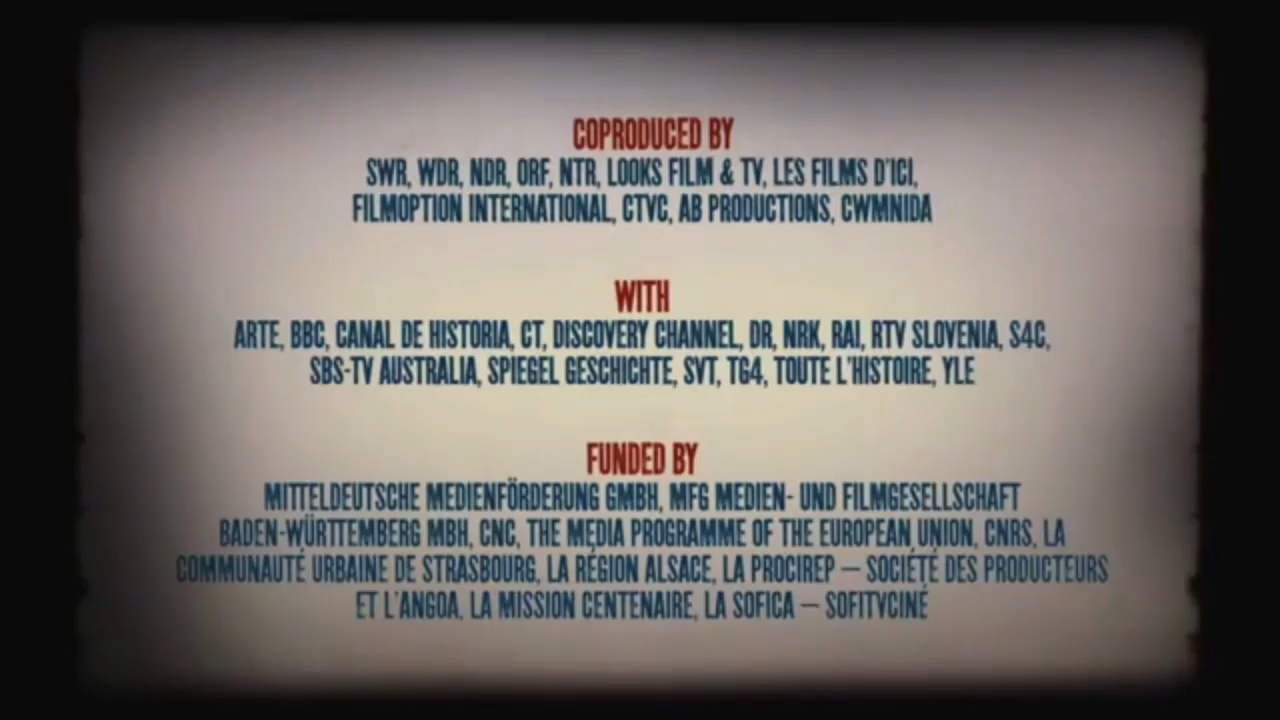 COPRODUCED BY
SWR, WDR, NDR, ORF, NTR, LOOKS FILM & TV, LES FILMS D'ICI,
FILMOPTION INTERNATIONAL, CTVC, AB PRODUCTIONS, CWMNIDA
WITH
ARTE, BBC, CANAL DE HISTORIA, CT, DISCOVERY CHANNEL, DR, NRK, RAI, RTV SLOVENIA, S4C,
SBS-TV AUSTRALIA, SPIEGEL GESCHICHTE, SVT, TG4, TOUTE L'HISTOIRE, YLE
FUNDED BY
MITTELDEUTSCHE MEDIENFÖRDERUNG GMBH, MFG MEDIEN- UND FILMGESELLSCHAFT
BADEN-WÜRTTEMBERG MBH, CNC, THE MEDIA PROGRAMME OF THE EUROPEAN UNION, CNRS, LA
COMMUNAUTÉ URBAINE DE STRASBOURG, LA RÉGION ALSACE, LA PROCIREP – SOCIÉTÉ DES PRODUCTEURS
ET L'ANGOA, LA MISSION CENTENAIRE, LA SOFICA – SOFITVCINÉ